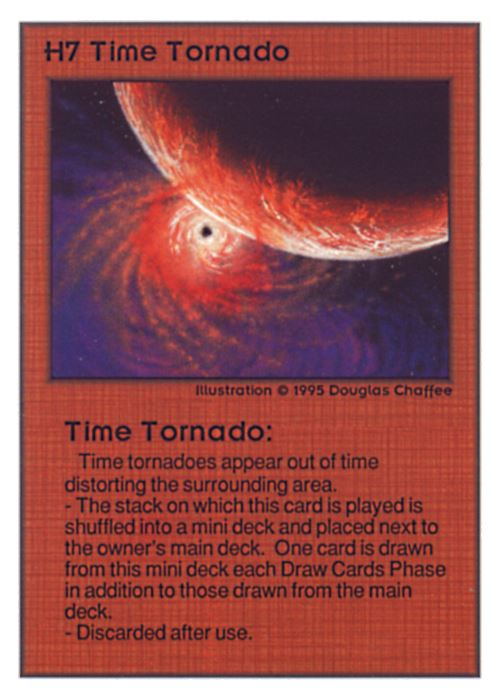 H7 Time Tornado
Illustration © 1995 Douglas Chaffee
Time Tornado:
Time tornadoes appear out of time
distorting the surrounding area.
- The stack on which this card is played is
shuffled into a mini deck and placed next to
the owner's main deck. One card is drawn
from this mini deck each Draw Cards Phase
in addition to those drawn from the main
deck.
- Discarded after use.